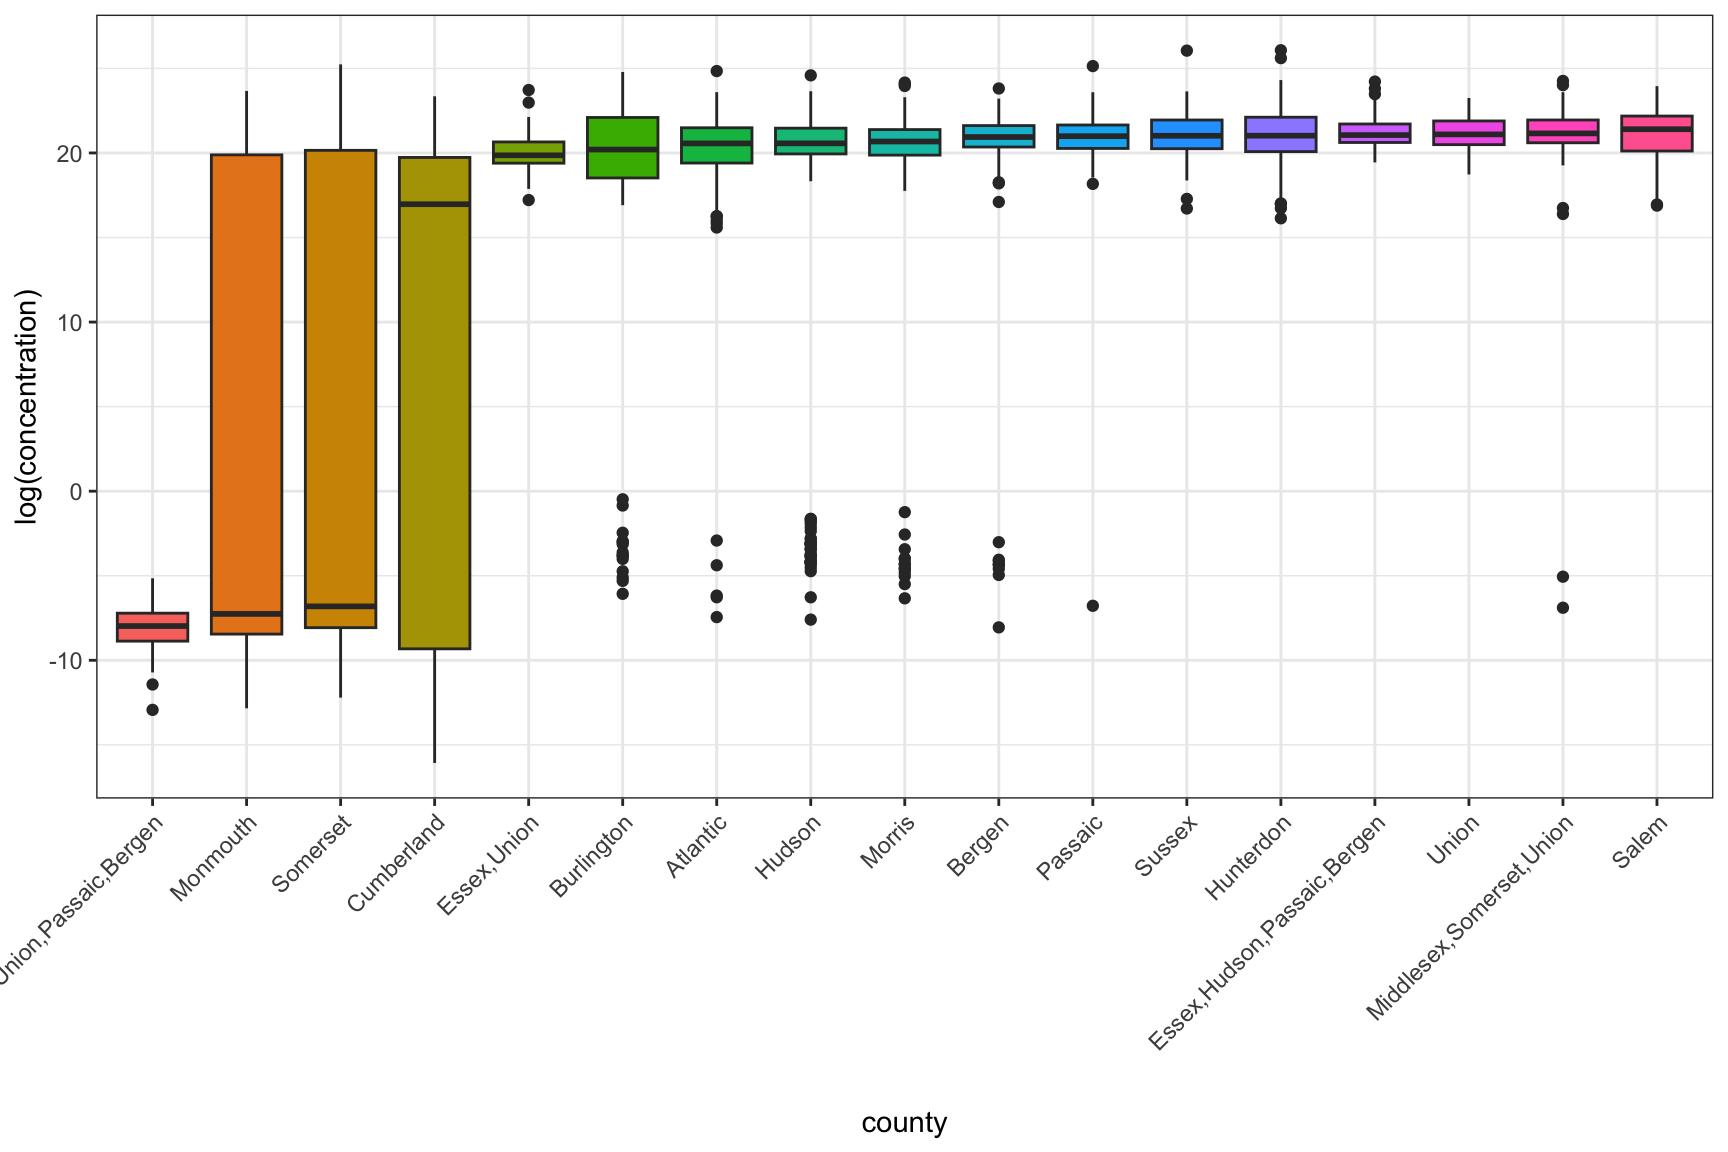 log(concentration)
20
10
0
-10
Union,Passaic,Bergen
Monmouth
Somerset
Cumberland
Essex,Union
Burlington
Atlantic
Hudson
Morris
Bergen
Passaic
Sussex
Hunterdon
Essex,Hudson,Passaic,Bergen
Union
Middlesex,Somerset,Union
Salem
county